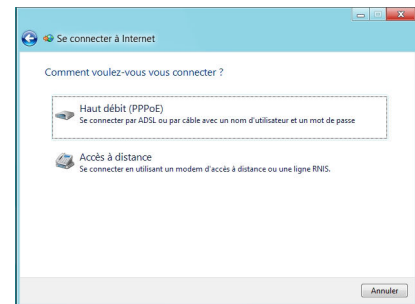 Se connecter à Internet
Comment voulez-vous vous connecter ?
Haut débit (PPPoE)
Se connecter par ADSL ou par câble avec un nom d'utilisateur et un mot de passe
Accès à distance
Se connecter en utilisant un modem d'accès à distance ou une ligne RNIS.
Annuler